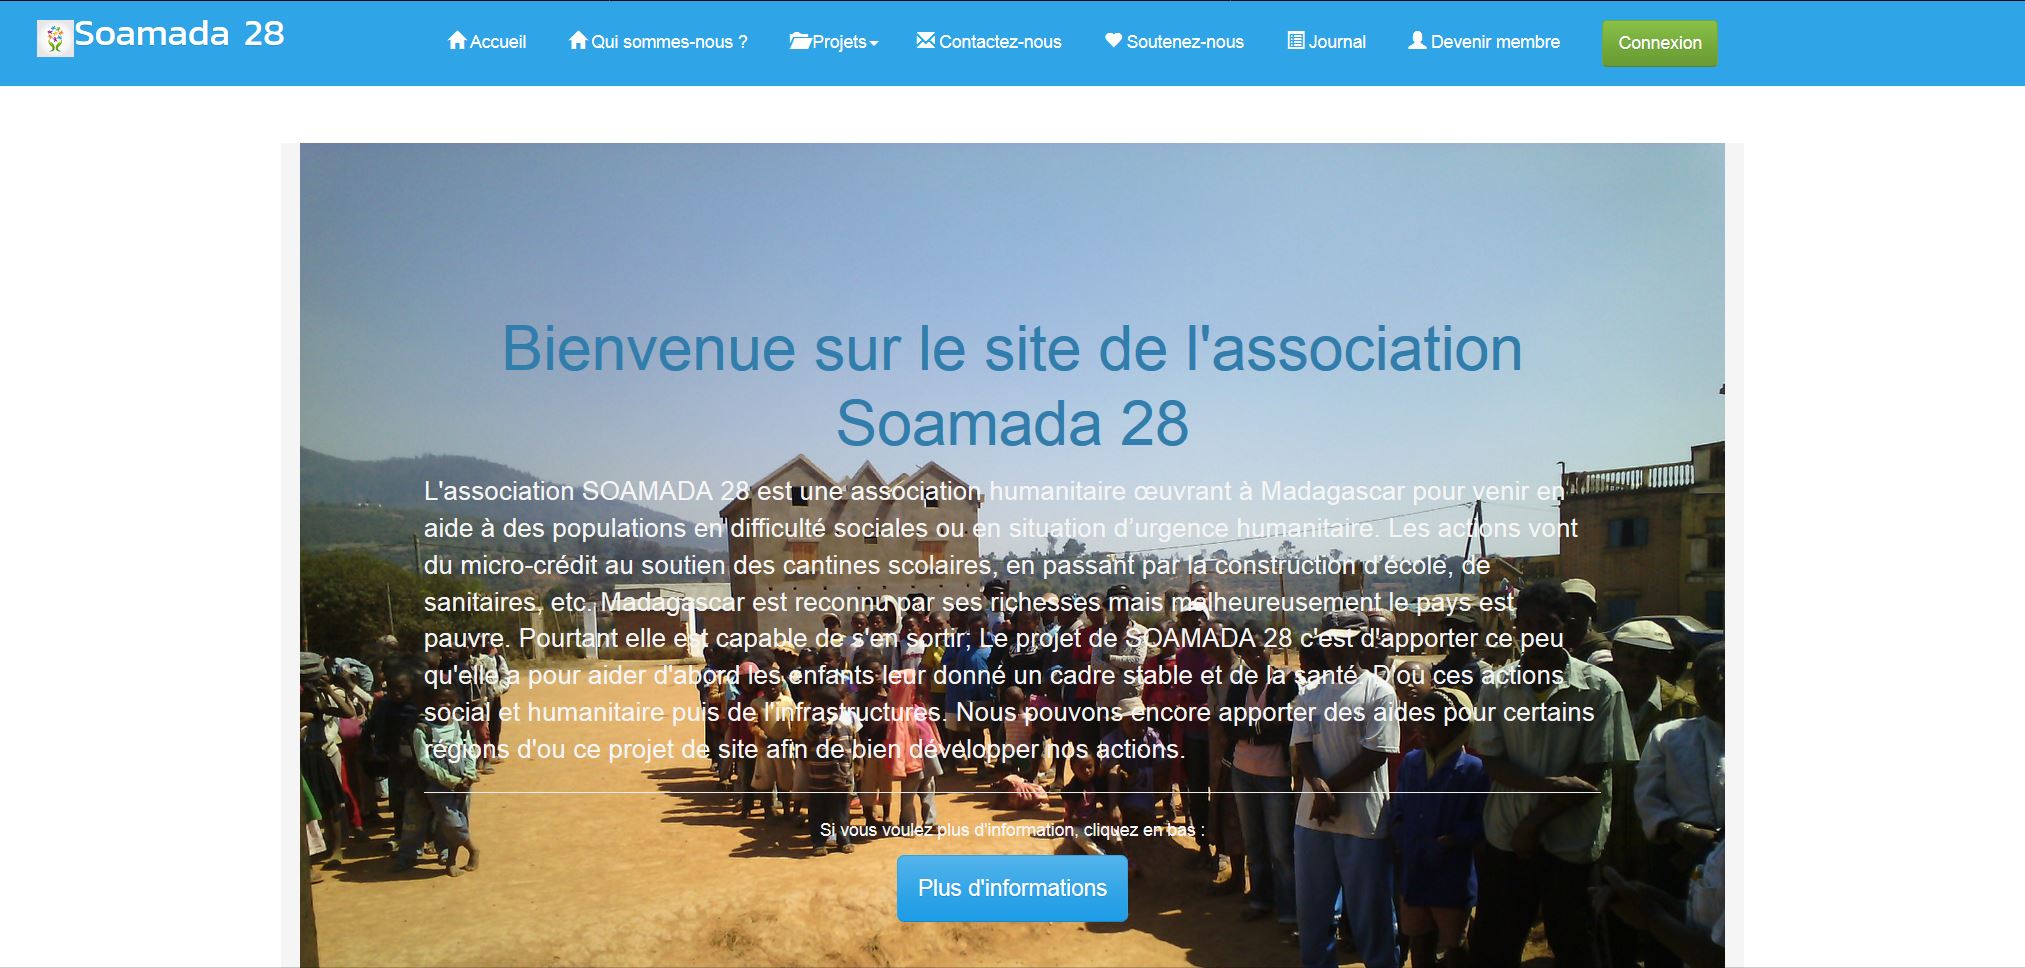 Soamada 28
Accueil
Qui sommes-nous ?
Projets
Contactez-nous
Soutenez-nous
Journal
Devenir membre
Connexion
Bienvenue sur le site de l'association
Soamada 28
L'association SOAMADA 28 est une association humanitaire œuvrant à Madagascar pour venir en
aide à des populations en difficulté sociales ou en situation d’urgence humanitaire. Les actions vont
du micro-crédit au soutien des cantines scolaires, en passant par la construction d’école, de
sanitaires, etc. Madagascar est reconnu par ses richesses mais malheureusement le pays est
pauvre. Pourtant elle est capable de s'en sortir; Le projet de SOAMADA 28 c'est d'apporter ce peu
qu'elle a pour aider d'abord les enfants leur donné un cadre stable et de la santé. D'où ces actions
social et humanitaire puis de l'infrastructures. Nous pouvons encore apporter des aides pour certains
régions d'ou ce projet de site afin de bien développer nos actions.
Si vous voulez plus d'information, cliquez en bas :
Plus d'informations